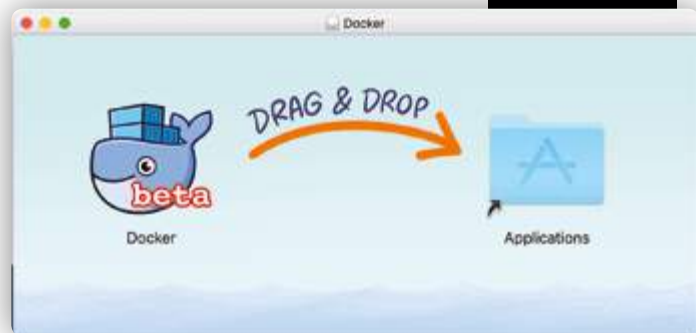 Docker
DRAG & DROP
beta
Docker
Applications